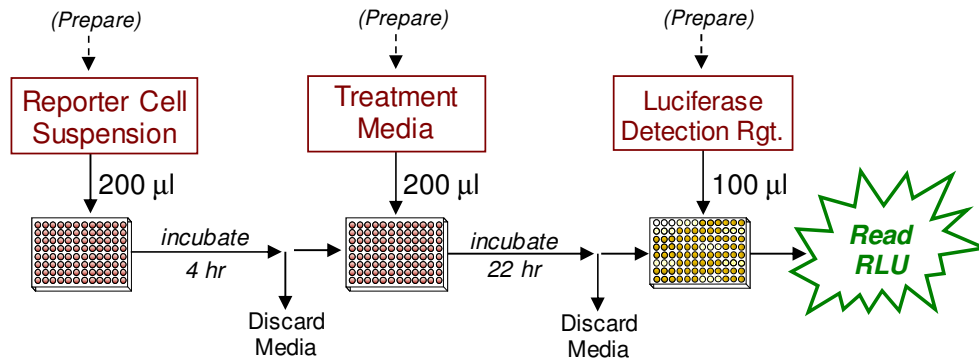 (Prepare)
(Prepare)
(Prepare)
Reporter Cell
Suspension
Treatment
Media
Luciferase
Detection Rgt.
200 µl
200 µl
100 µl
incubate
4 hr
incubate
22 hr
Read
RLU
Discard
Media
Discard
Media